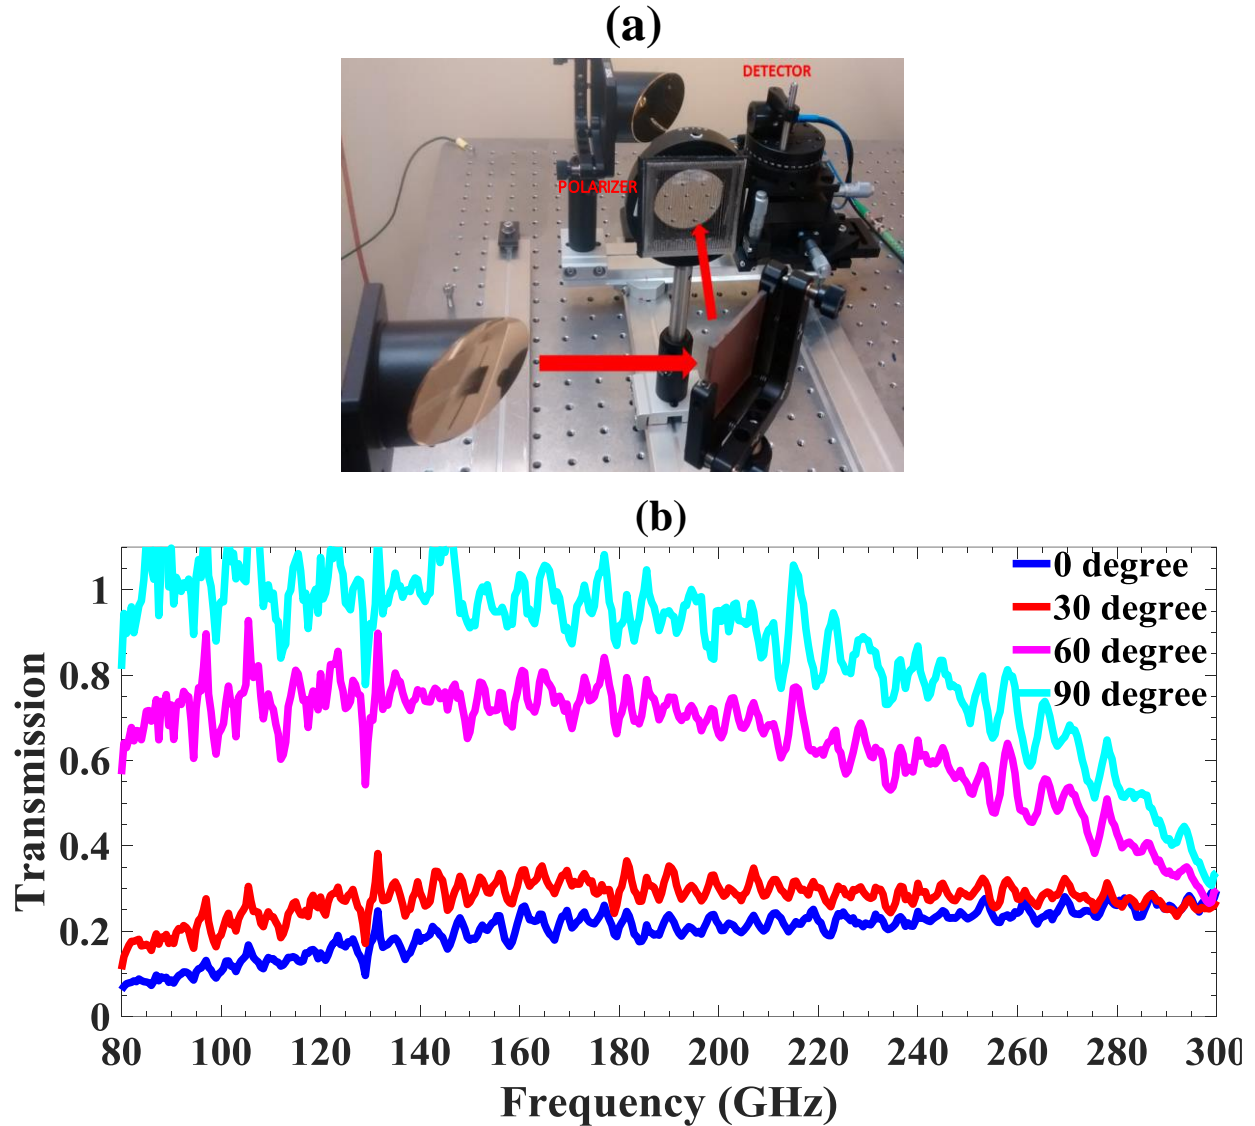 (a)
DETECTOR
POLARIZER
(b)
Transmission
1
0.8
0.6
0.4
0.2
0
80 100 120 140 160 180 200 220 240 260 280 300
Frequency (GHz)
0 degree
30 degree
60 degree
90 degree